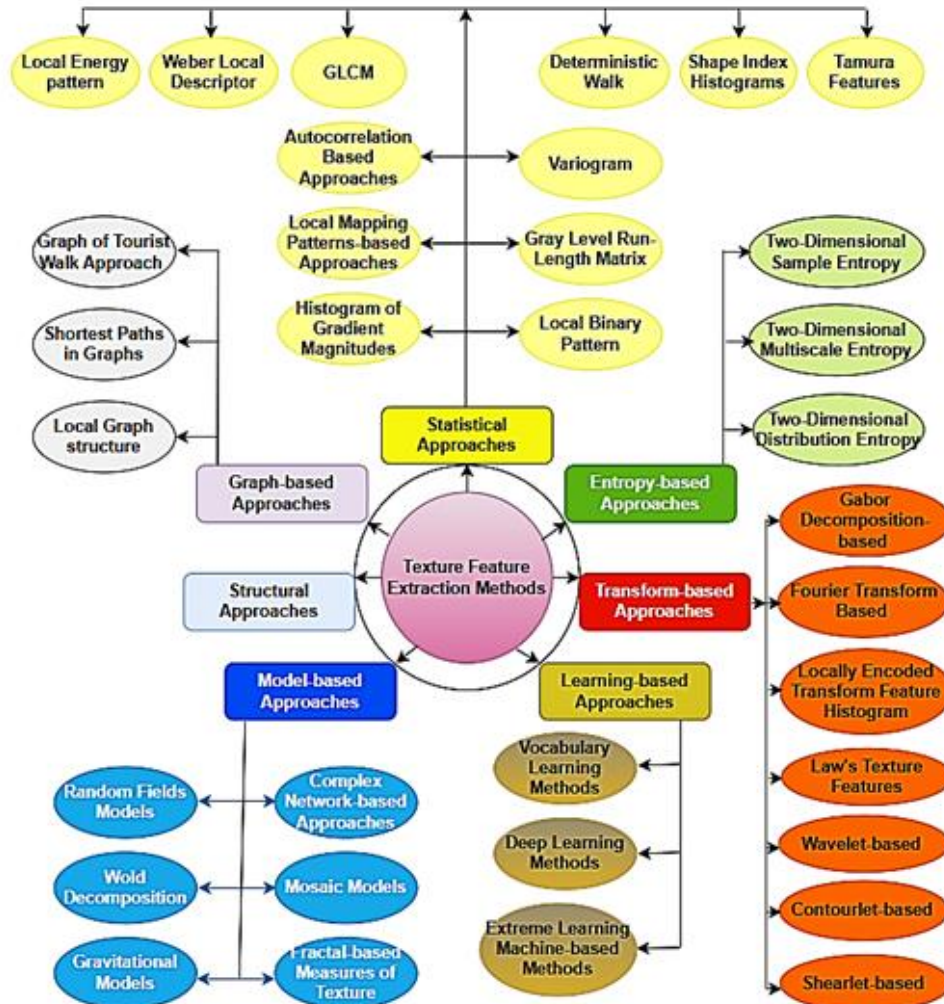 Local Energy
pattern
Weber Local
Descriptor
GLCM
Deterministic
Walk
Shape Index
Histograms
Tamura
Features
Autocorrelation
Based
Approaches
Variogram
Local Mapping
Patterns-based
Approaches
Gray Level Run-
Length Matrix
Histogram of
Gradient
Magnitudes
Local Binary
Pattern
Graph of Tourist
Walk Approach
Shortest Paths
in Graphs
Local Graph
structure
Two-Dimensional
Sample Entropy
Two-Dimensional
Multiscale Entropy
Two-Dimensional
Distribution Entropy
Statistical
Approaches
Graph-based
Approaches
Entropy-based
Approaches
Texture Feature
Extraction Methods
Structural
Approaches
Transform-based
Approaches
Model-based
Approaches
Learning-based
Approaches
Gabor
Decomposition-
based
Fourier Transform
Based
Locally Encoded
Transform Feature
Histogram
Law's Texture
Features
Wavelet-based
Contourlet-based
Shearlet-based
Vocabulary
Learning
Methods
Deep Learning
Methods
Extreme Learning
Machine-based
Methods
Random Fields
Models
Complex
Network-based
Approaches
Wold
Decomposition
Mosaic Models
Gravitational
Models
Fractal-based
Measures of
Texture